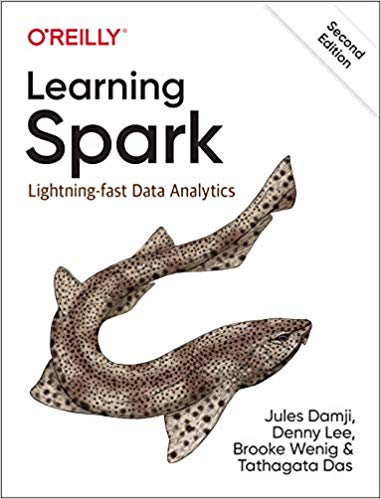 O'REILLY®
Second
Edition
Learning
Spark
Lightning-fast Data Analytics
Jules Damji,
Denny Lee,
Brooke Wenig &
Tathagata Das